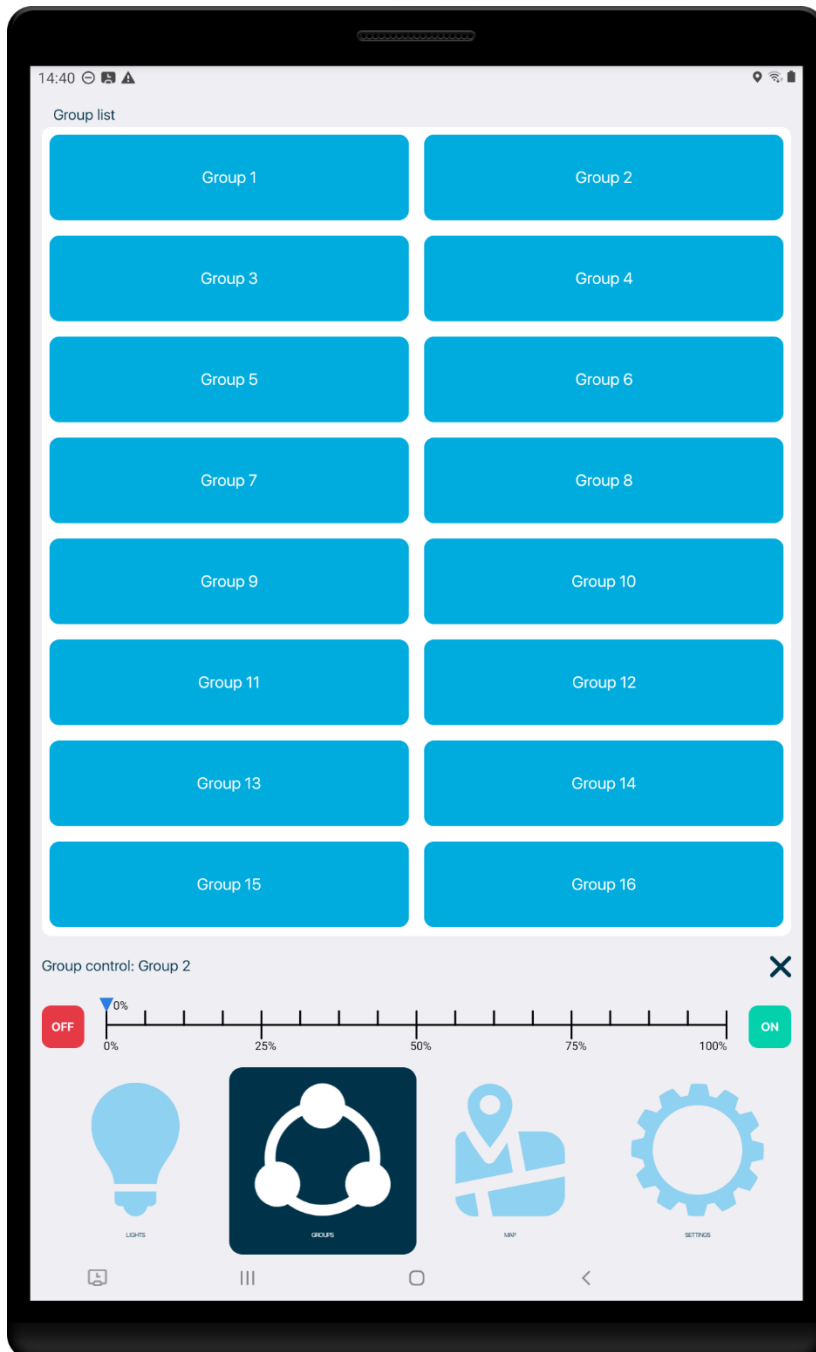 14:40
Group list
Group 1 Group 2
Group 3 Group 4
Group 5 Group 6
Group 7 Group 8
Group 9 Group 10
Group 11 Group 12
Group 13 Group 14
Group 15 Group 16
Group control: Group 2
0%
OFF ON
0% 25% 50% 75% 100%
LIGHTS GROUPS MAP SETTINGS